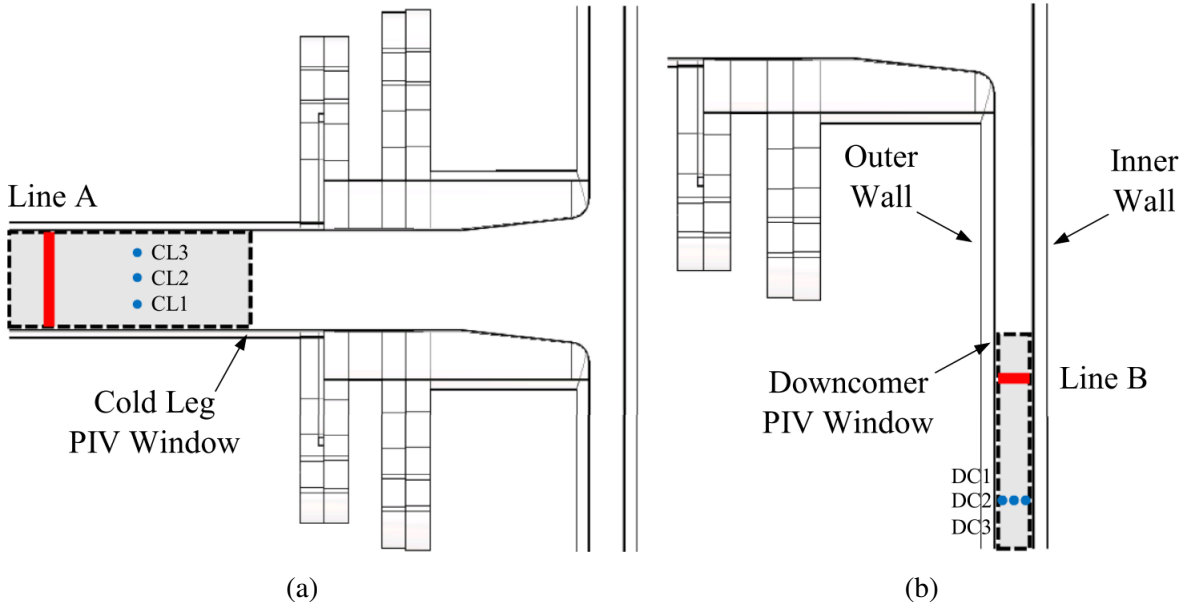 Line A
CL3
CL2
CL1
Cold Leg
PIV Window
(a)
Outer
Wall
Inner
Wall
Downcomer
PIV Window
Line B
DC1
DC2
DC3
(b)